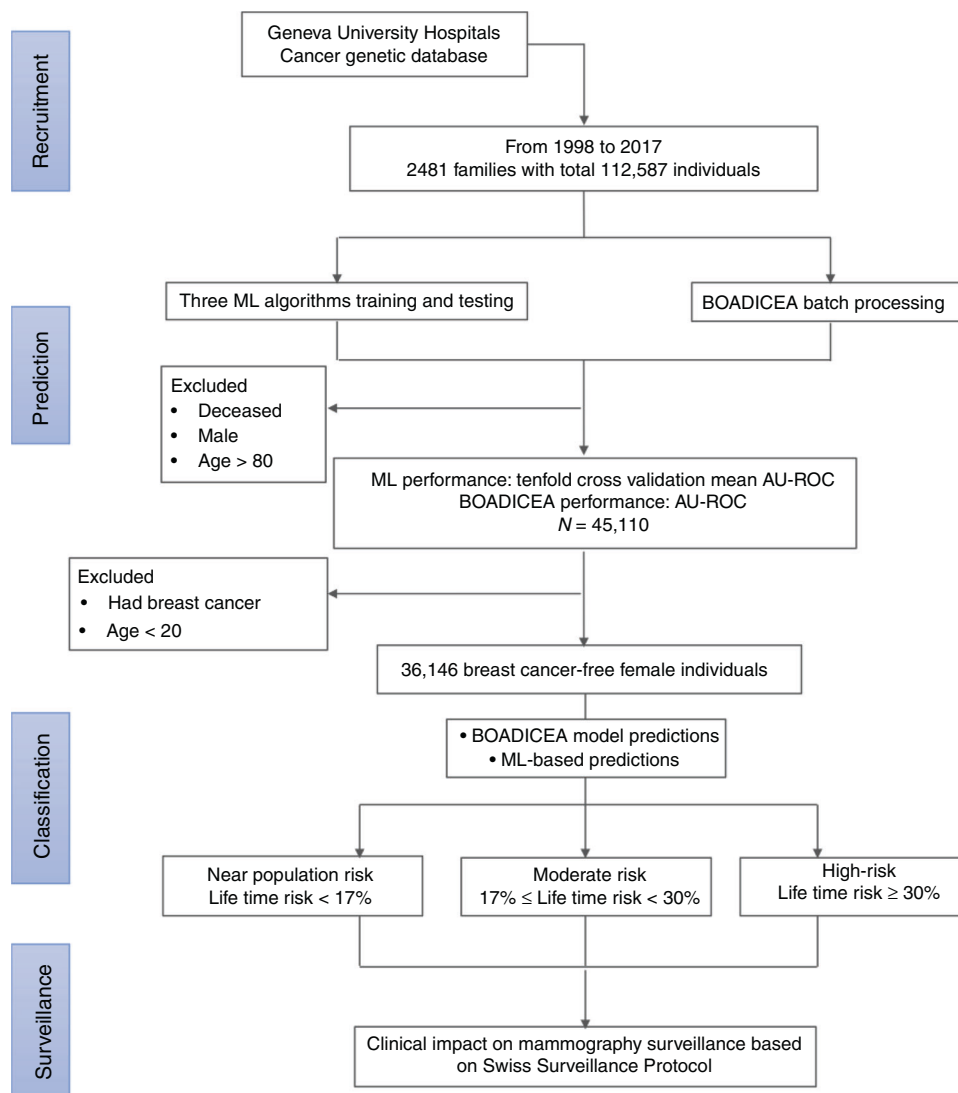 Recruitment
Geneva University Hospitals
Cancer genetic database
From 1998 to 2017
2481 families with total 112,587 individuals
Prediction
Three ML algorithms training and testing
BOADICEA batch processing
Excluded
• Deceased
• Male
• Age > 80
ML performance: tenfold cross validation mean AU-ROC
BOADICEA performance: AU-ROC
N = 45,110
Excluded
• Had breast cancer
• Age < 20
36,146 breast cancer-free female individuals
Classification
• BOADICEA model predictions
• ML-based predictions
Near population risk
Life time risk < 17%
Moderate risk
17% ≤ Life time risk < 30%
High-risk
Life time risk ≥ 30%
Surveillance
Clinical impact on mammography surveillance based
on Swiss Surveillance Protocol